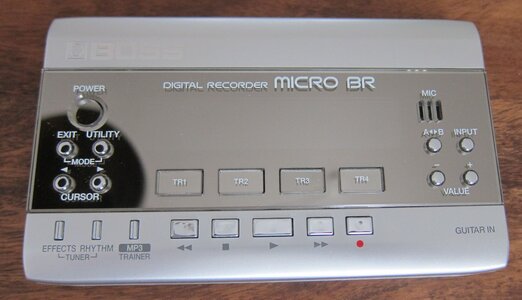 BOSS
DIGITAL RECORDER MICRO BR
POWER
MIC
EXIT UTILITY
MODE
A↔B INPUT
◀ ▶
CURSOR
TR1 TR2 TR3 TR4
− +
VALUE
EFFECTS RHYTHM MP3
TUNER TRAINER
◀◀ ■ ▶ ▶▶ ●
GUITAR IN